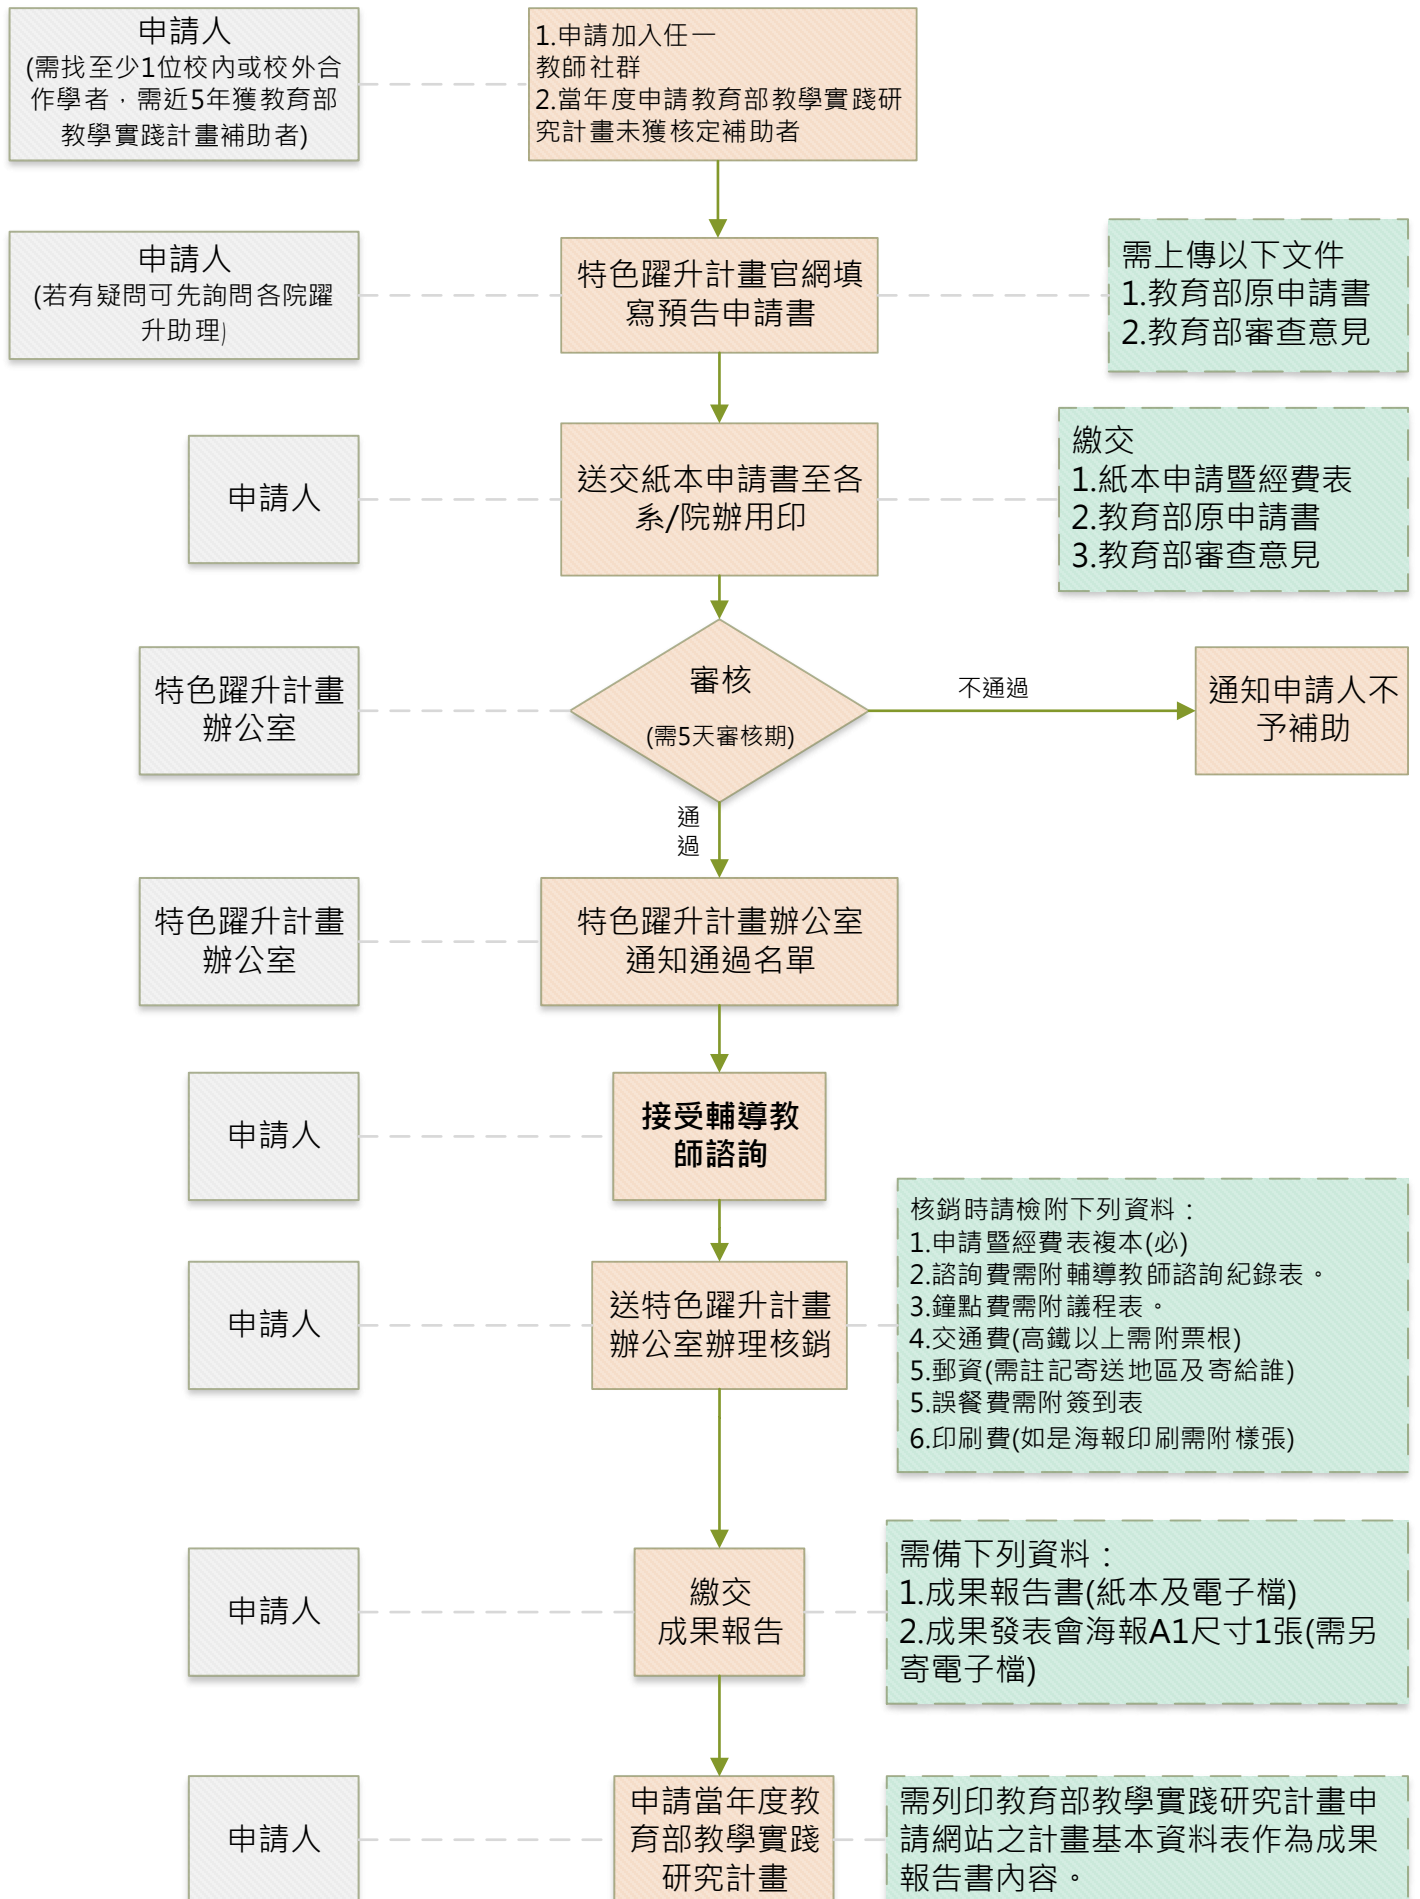 申請人
(需找至少1位校內或校外合
作學者，需近5年獲教育部
教學實踐計畫補助者)
1.申請加入任一
教師社群
2.當年度申請教育部教學實踐研
究計畫未獲核定補助者
申請人
(若有疑問可先詢問各院躍
升助理)
特色躍升計畫官網填
寫預告申請書
需上傳以下文件
1.教育部原申請書
2.教育部審查意見
申請人
送交紙本申請書至各
系/院辦用印
繳交
1.紙本申請暨經費表
2.教育部原申請書
3.教育部審查意見
特色躍升計畫
辦公室
審核
(需5天審核期)
不通過
通知申請人不
予補助
通
過
特色躍升計畫
辦公室
特色躍升計畫辦公室
通知通過名單
申請人
接受輔導教
師諮詢
申請人
送特色躍升計畫
辦公室辦理核銷
核銷時請檢附下列資料：
1.申請暨經費表複本(必)
2.諮詢費需附輔導教師諮詢紀錄表。
3.鐘點費需附議程表。
4.交通費(高鐵以上需附票根)
5.郵資(需註記寄送地區及寄給誰)
5.誤餐費需附簽到表
6.印刷費(如是海報印刷需附樣張)
申請人
繳交
成果報告
需備下列資料：
1.成果報告書(紙本及電子檔)
2.成果發表會海報A1尺寸1張(需另
寄電子檔)
申請人
申請當年度教
育部教學實踐
研究計畫
需列印教育部教學實踐研究計畫申
請網站之計畫基本資料表作為成果
報告書內容。